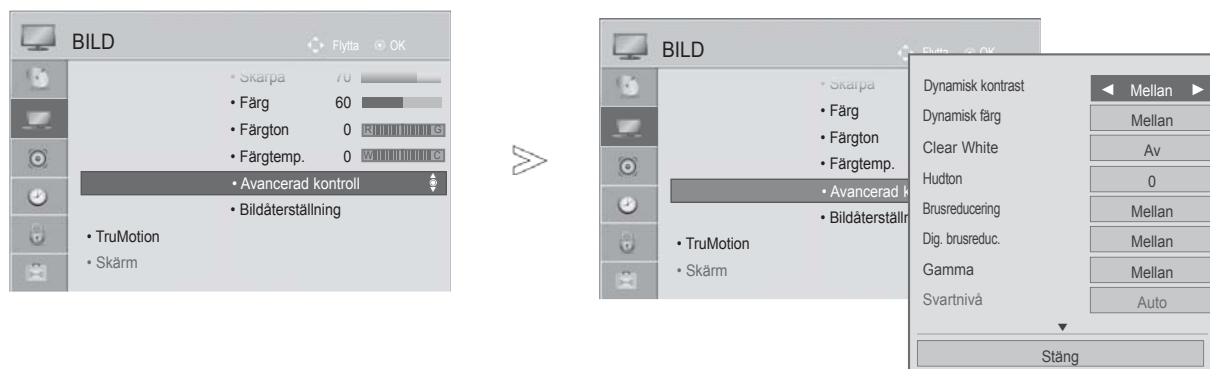 BILD
Flytta OK
• Skärpa 70
• Färg 60
• Färgton 0 R G
• Färgtemp. 0 W C
• Avancerad kontroll
• Bildåterställning
• TruMotion
• Skärm
BILD
Flytta OK
• Skärpa
• Färg
• Färgton
• Färgtemp.
• Avancerad k
• Bildåterställn
• TruMotion
• Skärm
Dynamisk kontrast ◄ Mellan ►
Dynamisk färg Mellan
Clear White Av
Hudton 0
Brusreducering Mellan
Dig. brusreduc. Mellan
Gamma Mellan
Svartnivå Auto
▼
Stäng